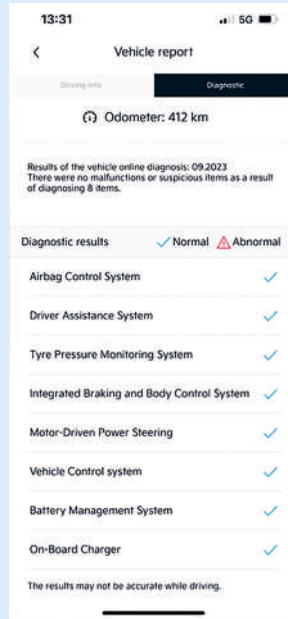 13:31 5G
Vehicle report
Driving info Diagnostic
Odometer: 412 km
Results of the vehicle online diagnosis: 09.2023
There were no malfunctions or suspicious items as a result
of diagnosing 8 items.
Diagnostic results Normal Abnormal
Airbag Control System
Driver Assistance System
Tyre Pressure Monitoring System
Integrated Braking and Body Control System
Motor-Driven Power Steering
Vehicle Control system
Battery Management System
On-Board Charger
The results may not be accurate while driving.